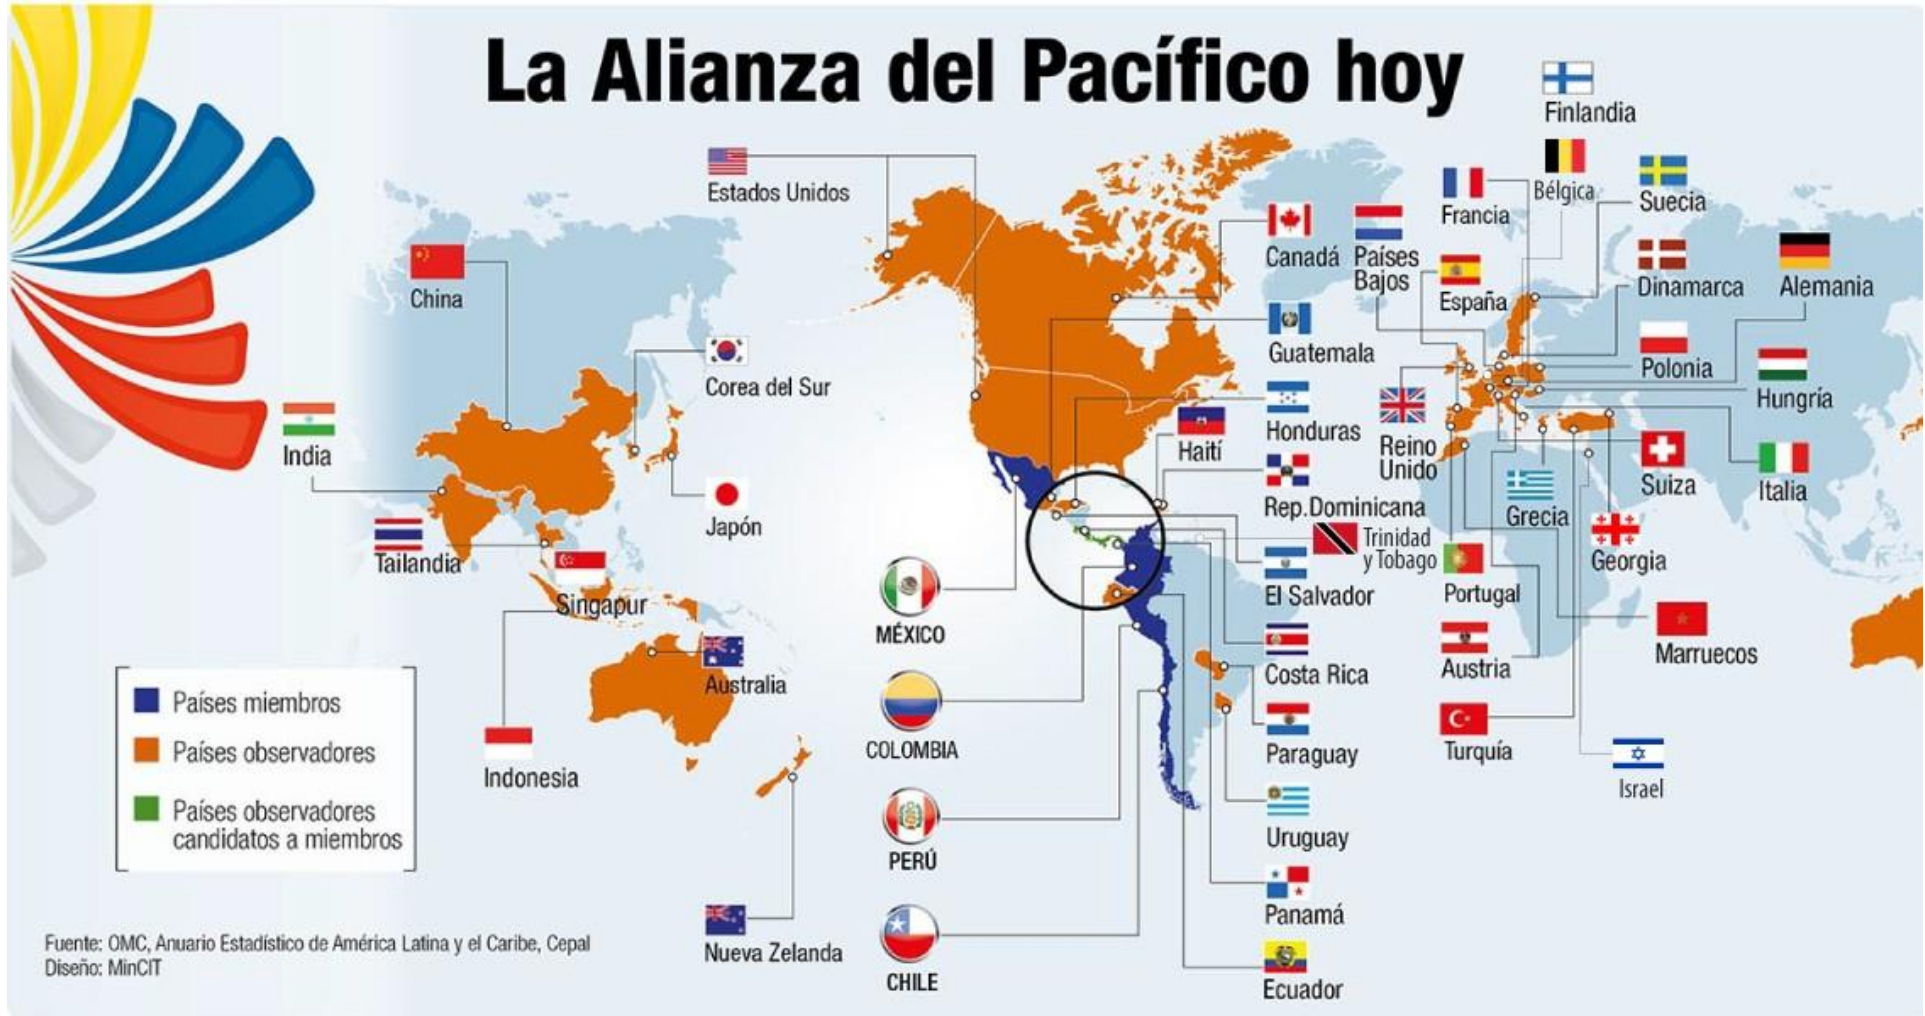 La Alianza del Pacífico hoy
Finlandia
Bélgica
Suecia
Francia
Estados Unidos
Canadá
Países
Bajos
España
Dinamarca
Alemania
China
Guatemala
Polonia
Corea del Sur
Hungría
Honduras
Haití
Reino
Unido
India
Suiza
Italia
Rep.Dominicana
Grecia
Japón
Trinidad
y Tobago
Georgia
Tailandia
Singapur
El Salvador
Portugal
MÉXICO
Marruecos
Austria
Costa Rica
Australia
Países miembros
Países observadores
Países observadores
candidatos a miembros
COLOMBIA
Paraguay
Turquía
Israel
Indonesia
Uruguay
PERÚ
Panamá
Nueva Zelanda
CHILE
Ecuador
Fuente: OMC, Anuario Estadístico de América Latina y el Caribe, Cepal
Diseño: MinCIT